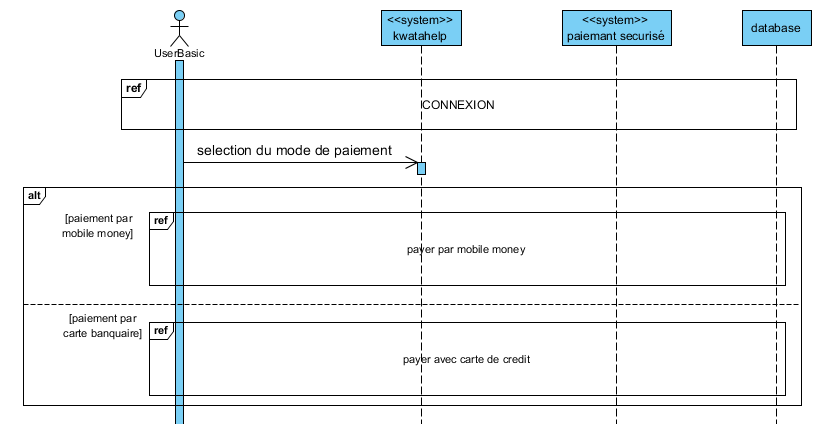 <<system>>
kwatahelp
<<system>>
paiemant securisé
database
UserBasic
ref
CONNEXION
selection du mode de paiement
alt
[paiement par
mobile money]
ref
payer par mobile money
[paiement par
carte banquaire]
ref
payer avec carte de credit